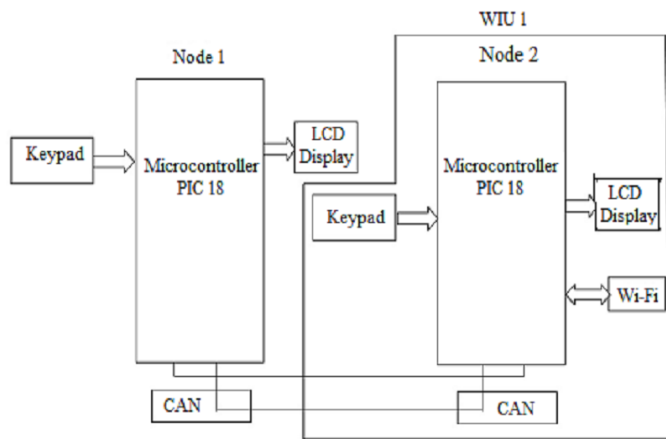 WIU 1
Node 1
Node 2
Keypad
Microcontroller
PIC 18
LCD
Display
Keypad
Microcontroller
PIC 18
LCD
Display
Wi-Fi
CAN
CAN